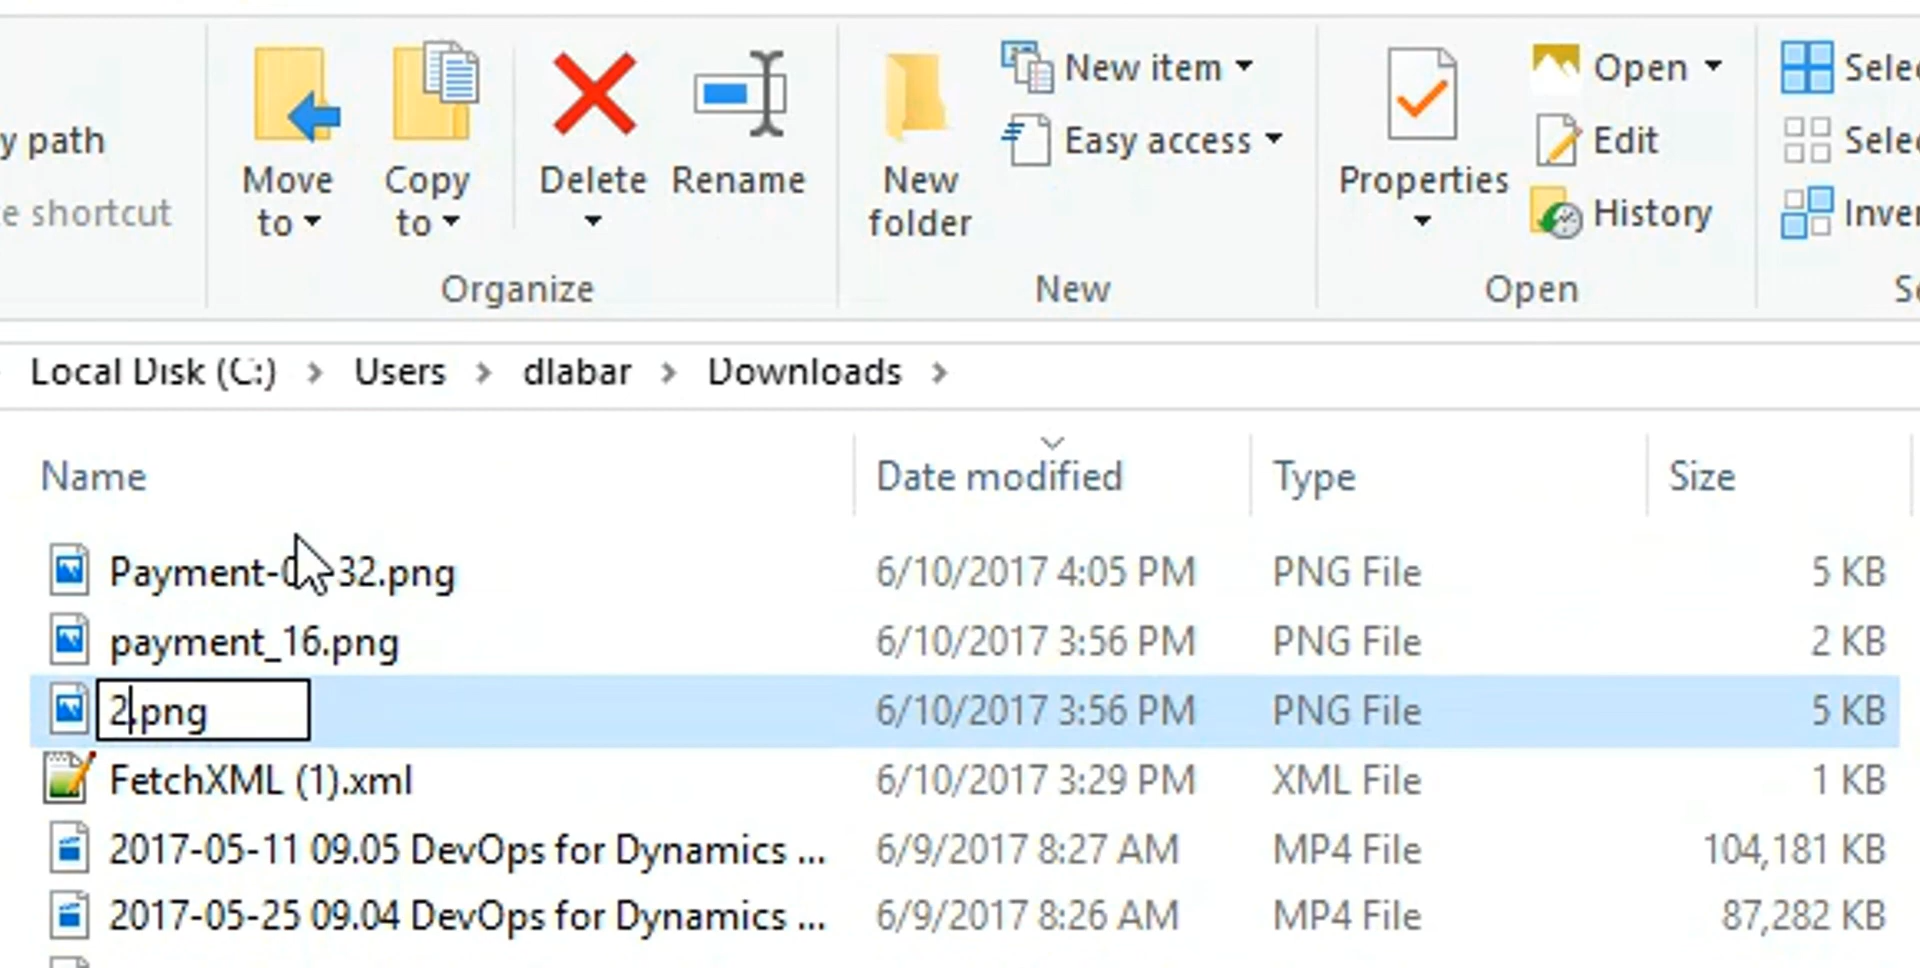 y path
e shortcut
Move to
Copy to
Delete
Rename
Organize
New folder
New item
Easy access
New
Properties
Open
Edit
History
Open
Selec
Selec
Inver
Se
Local Disk (C:) > Users > dlabar > Downloads >
Name Date modified Type Size
32.png 6/10/2017 4:05 PM PNG File 5 KB
payment_16.png 6/10/2017 3:56 PM PNG File 2 KB
2.png 6/10/2017 3:56 PM PNG File 5 KB
FetchXML (1).xml 6/10/2017 3:29 PM XML File 1 KB
2017-05-11 09.05 DevOps for Dynamics ... 6/9/2017 8:27 AM MP4 File 104,181 KB
2017-05-25 09.04 DevOps for Dynamics ... 6/9/2017 8:26 AM MP4 File 87,282 KB